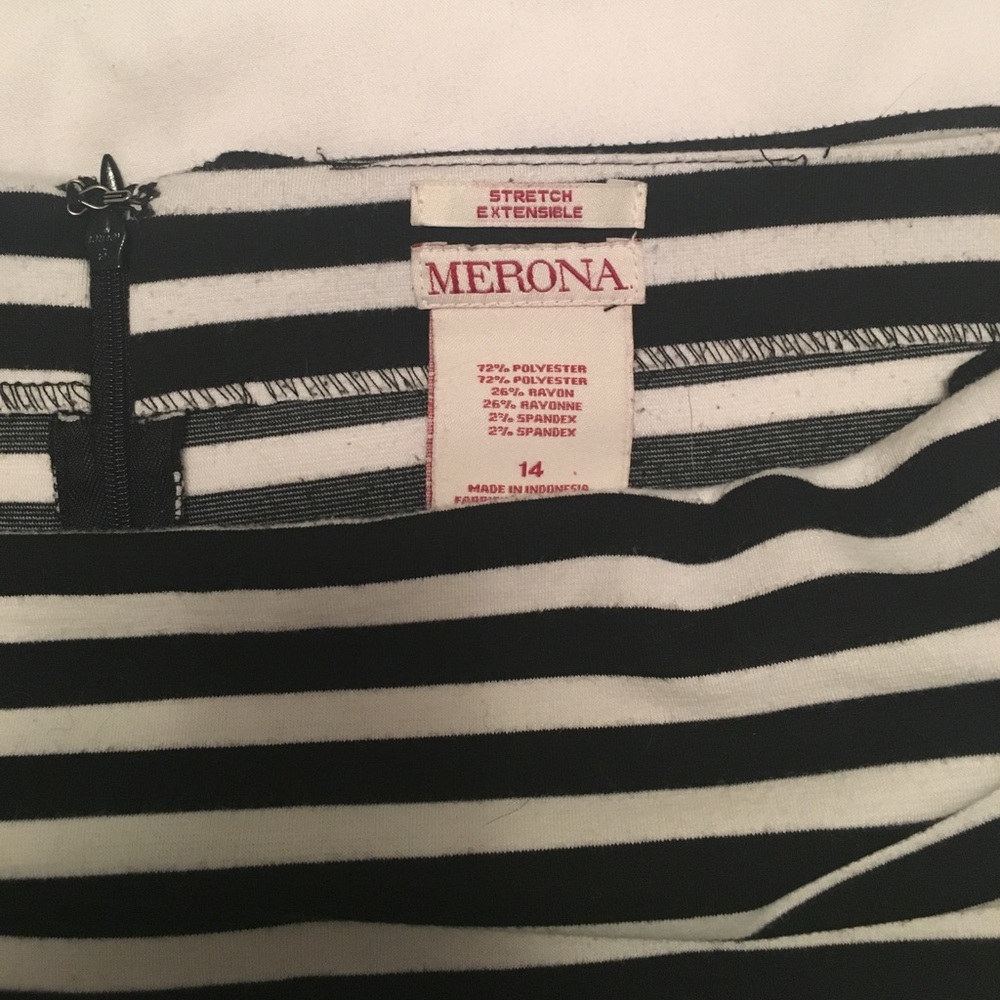 STRETCH
EXTENSIBLE
MERONA
72% POLYESTER
72% POLYESTER
26% RAYON
26% RAYONNE
2% SPANDEX
2% SPANDEX
14
MADE IN INDONESIA